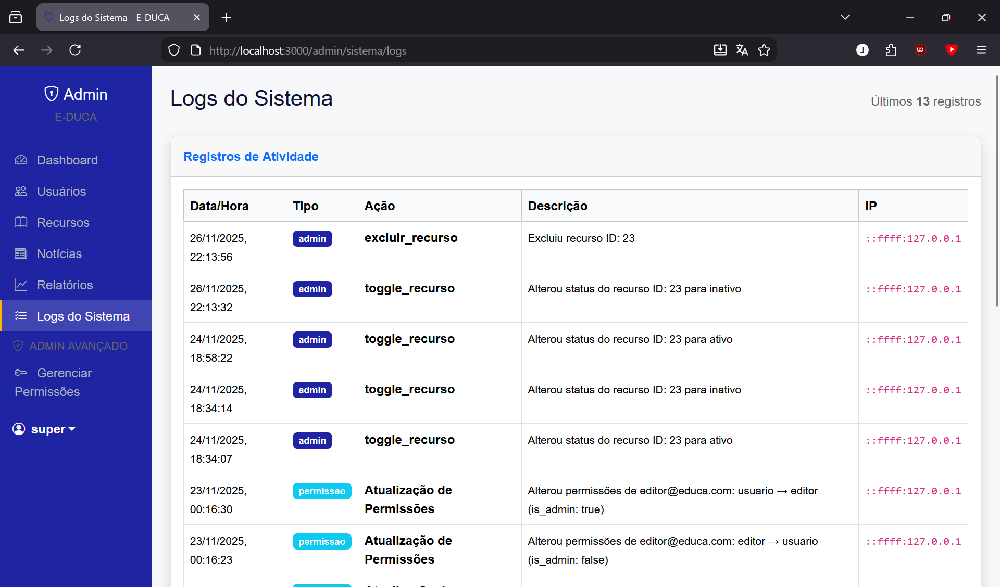 Logs do Sistema - E-DUCA
http://localhost:3000/admin/sistema/logs
J
Admin
E-DUCA
Dashboard
Usuários
Recursos
Notícias
Relatórios
Logs do Sistema
ADMIN AVANÇADO
Gerenciar
Permissões
super
Logs do Sistema
Últimos 13 registros
Registros de Atividade
Data/Hora Tipo Ação Descrição IP
26/11/2025, admin excluir_recurso Excluiu recurso ID: 23 ::ffff:127.0.0.1
22:13:56
26/11/2025, admin toggle_recurso Alterou status do recurso ID: 23 para inativo ::ffff:127.0.0.1
22:13:32
24/11/2025, admin toggle_recurso Alterou status do recurso ID: 23 para ativo ::ffff:127.0.0.1
18:58:22
24/11/2025, admin toggle_recurso Alterou status do recurso ID: 23 para inativo ::ffff:127.0.0.1
18:34:14
24/11/2025, admin toggle_recurso Alterou status do recurso ID: 23 para ativo ::ffff:127.0.0.1
18:34:07
23/11/2025, permissao Atualização de Alterou permissões de editor@educa.com: usuario → editor ::ffff:127.0.0.1
00:16:30 Permissões (is_admin: true)
23/11/2025, permissao Atualização de Alterou permissões de editor@educa.com: editor → usuario ::ffff:127.0.0.1
00:16:23 Permissões (is_admin: false)